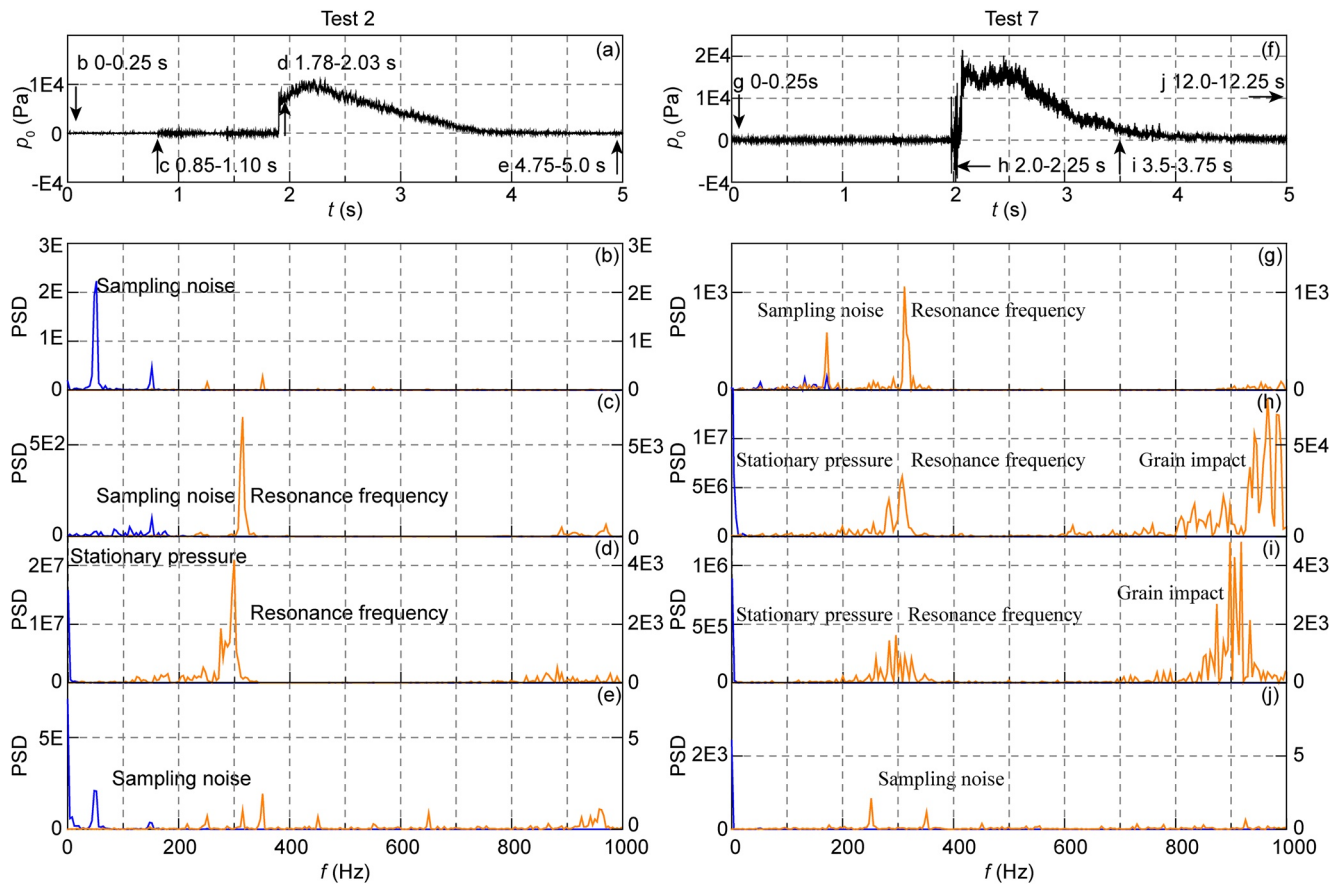 Test 2
Test 7
(a)
b 0-0.25 s
d 1.78-2.03 s
1E4
0
-E4
p₀ (Pa)
c 0.85-1.10 s
e 4.75-5.0 s
0 1 2 3 4 5
t (s)
(f)
2E4
1E4
0
-E4
p₀ (Pa)
g 0-0.25s
j 12.0-12.25 s
h 2.0-2.25 s
i 3.5-3.75 s
0 1 2 3 4 5
t (s)
3E 3E
(b)
2E 2E
1E 1E
0 0
PSD
Sampling noise
(c)
5E2 5E3
0 0
PSD
Sampling noise Resonance frequency
Stationary pressure
(d)
2E7 4E3
1E7 2E3
0 0
PSD
Resonance frequency
(e)
5E 5
0 0
PSD
Sampling noise
0 200 400 600 800 1000
f (Hz)
(g)
1E3 1E3
0 0
PSD
Sampling noise Resonance frequency
(h)
1E7 5E4
5E6
0 0
PSD
Stationary pressure Resonance frequency Grain impact
(i)
1E6 4E3
5E5 2E3
0 0
PSD
Grain impact
Stationary pressure Resonance frequency
(j)
2E3 5
0 0
PSD
Sampling noise
0 200 400 600 800 1000
f (Hz)